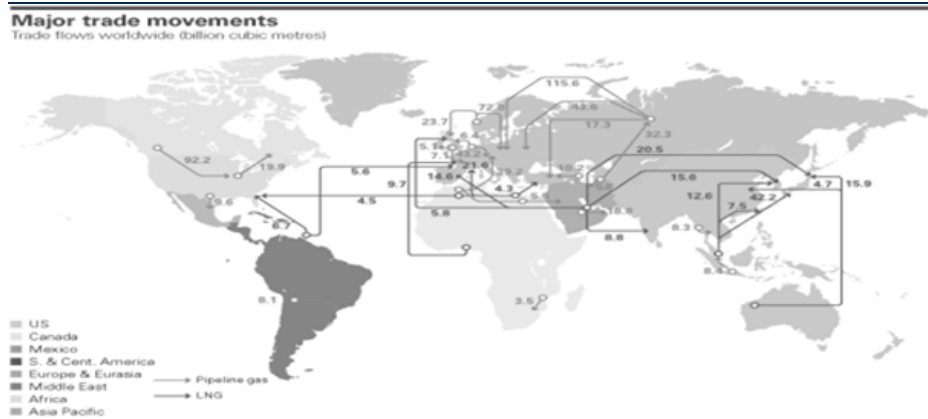 Major trade movements
Trade flows worldwide (billion cubic metres)
115.6
23.7
17.3
32.3
5.1
7.1
20.5
92.2
19.9
5.6
21.6
9.7
14.6
15.6
4.7
15.9
4.3
12.6
42.2
4.5
5.8
7.5
6.7
8.8
8.3
8.4
8.1
3.5
US
Canada
Mexico
S. & Cent. America
Europe & Eurasia
Middle East
Africa
Asia Pacific
Pipeline gas
LNG